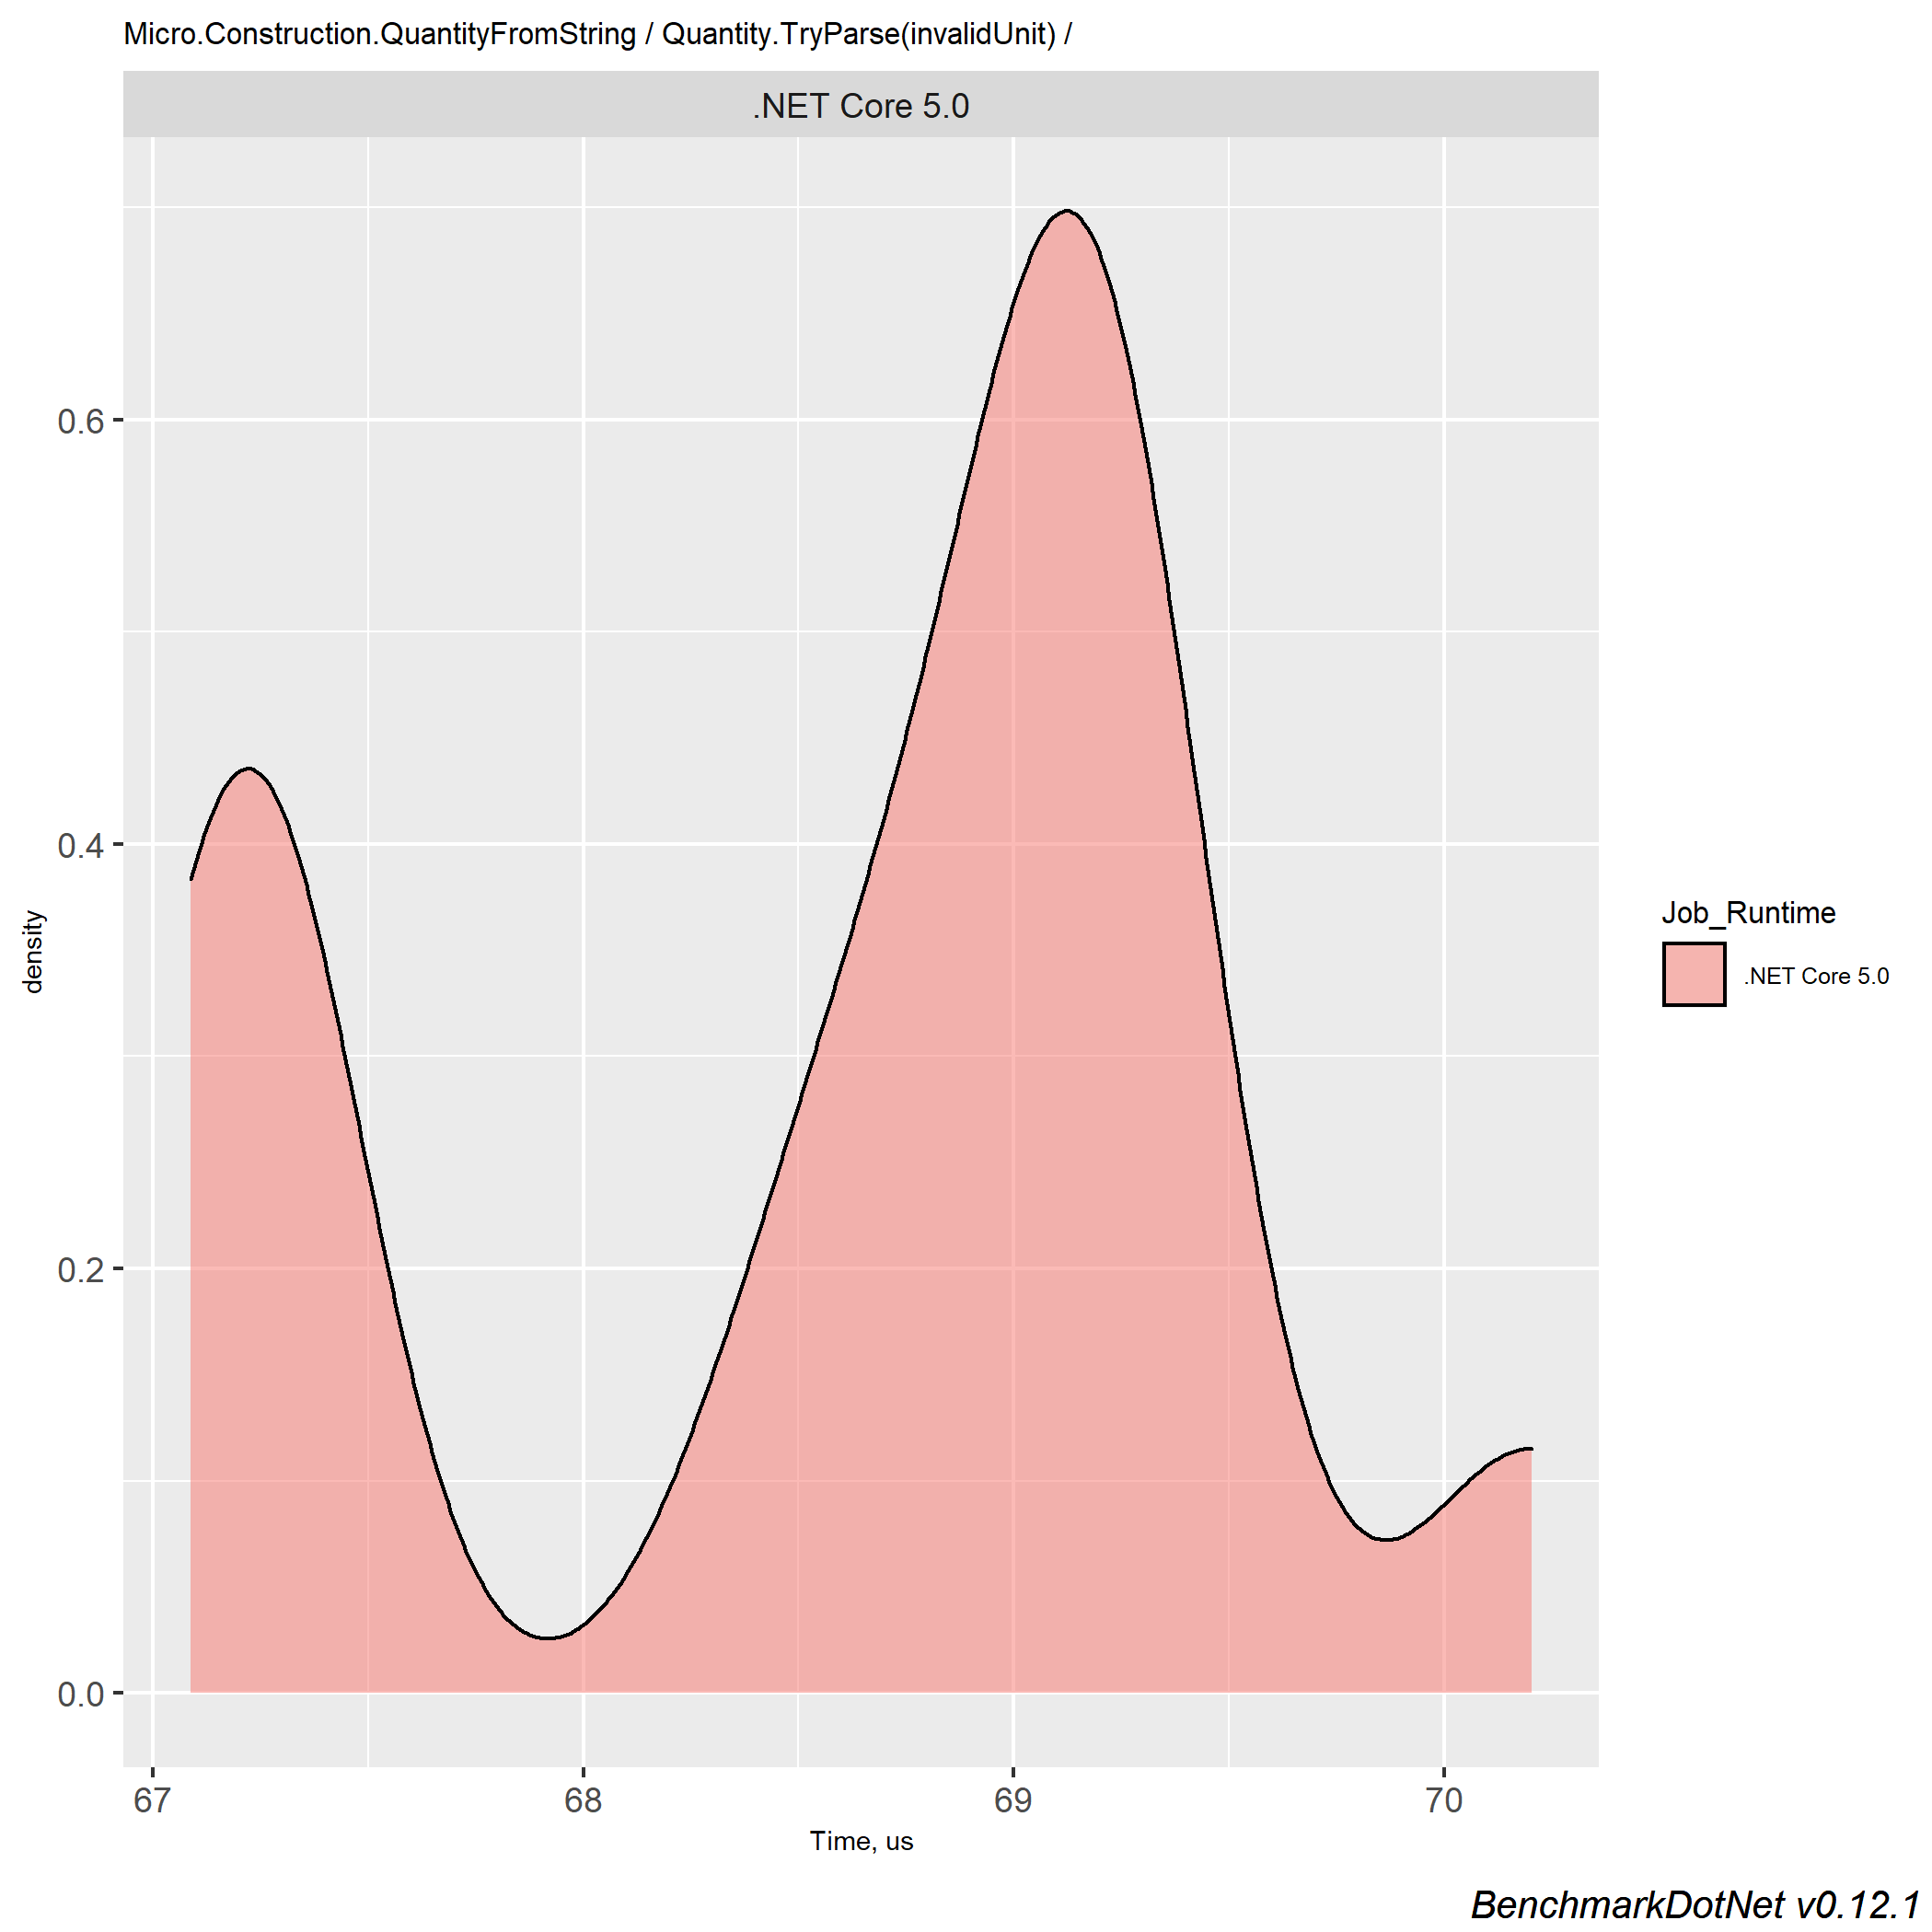 Micro.Construction.QuantityFromString / Quantity.TryParse(invalidUnit) /
.NET Core 5.0
0.6
0.4
0.2
0.0
density
67 68 69 70
Time, us
Job_Runtime
.NET Core 5.0
BenchmarkDotNet v0.12.1